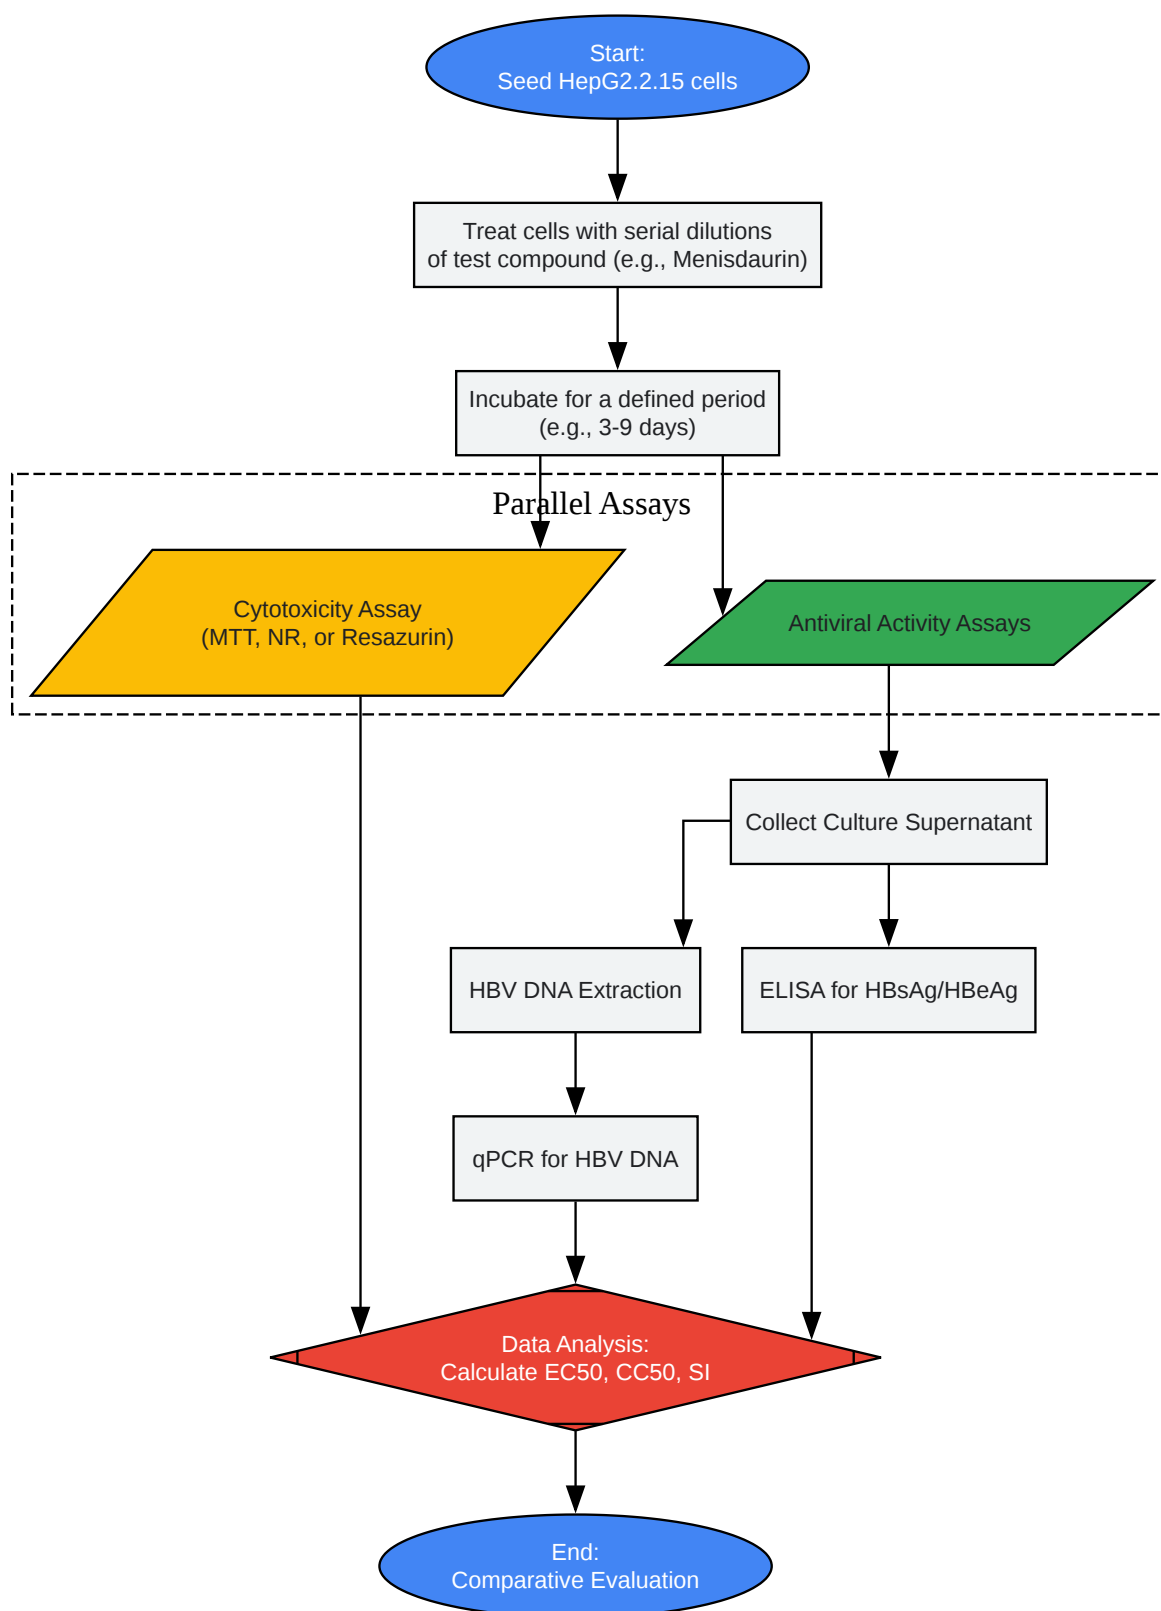 Start:
Seed HepG2.2.15 cells
Treat cells with serial dilutions
of test compound (e.g., Menisdaurin)
Incubate for a defined period
(e.g., 3-9 days)
Parallel Assays
Cytotoxicity Assay
(MTT, NR, or Resazurin)
Antiviral Activity Assays
Collect Culture Supernatant
HBV DNA Extraction
ELISA for HBsAg/HBeAg
qPCR for HBV DNA
Data Analysis:
Calculate EC50, CC50, SI
End:
Comparative Evaluation